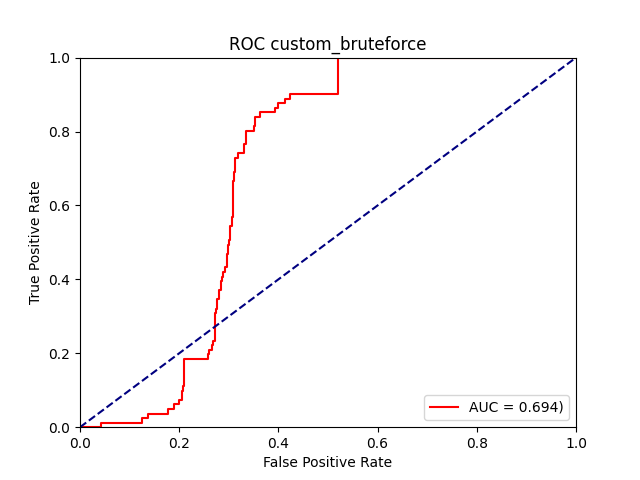 ROC custom_bruteforce
True Positive Rate
1.0
0.8
0.6
0.4
0.2
0.0
AUC = 0.694)
0.0 0.2 0.4 0.6 0.8 1.0
False Positive Rate